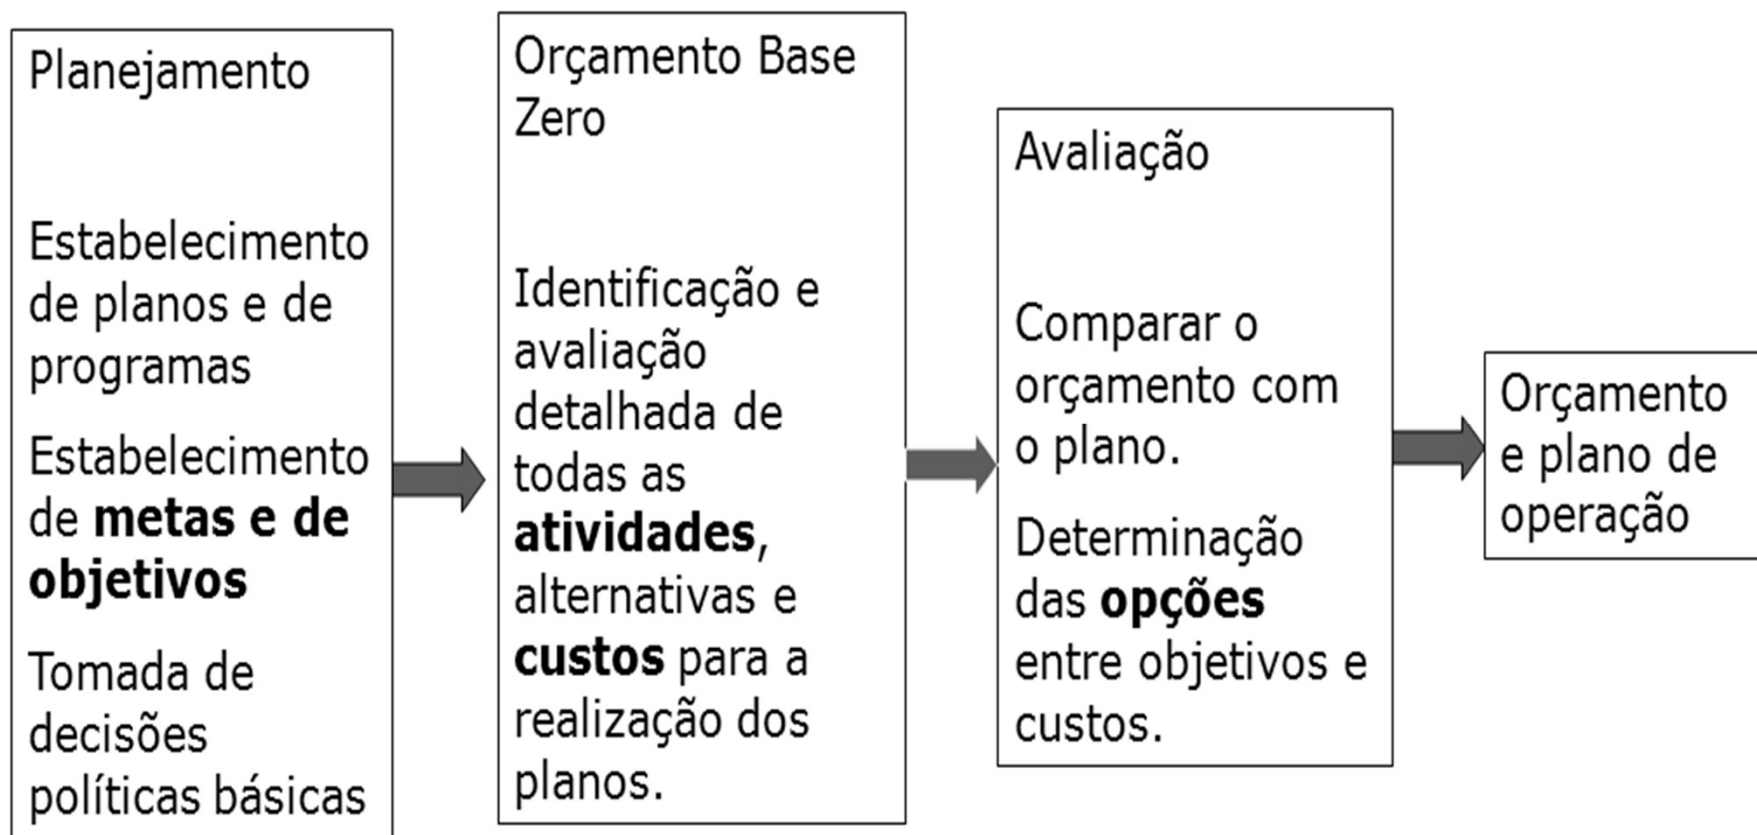 Planejamento
Estabelecimento
de planos e de
programas
Estabelecimento
de metas e de
objetivos
Tomada de
decisões
políticas básicas
Orçamento Base
Zero
Identificação e
avaliação
detalhada de
todas as
atividades,
alternativas e
custos para a
realização dos
planos.
Avaliação
Comparar o
orçamento com
o plano.
Determinação
das opções
entre objetivos e
custos.
Orçamento
e plano de
operação